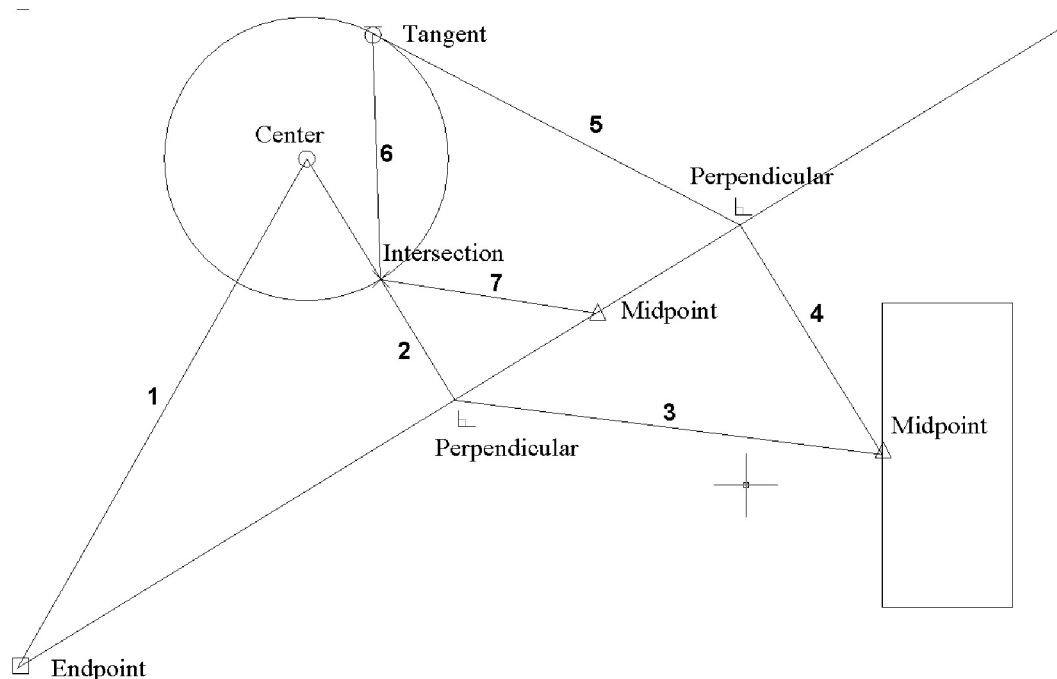 Tangent
5
Center
6
Perpendicular
Intersection
7
Midpoint
4
2
1
3
Midpoint
Perpendicular
Endpoint